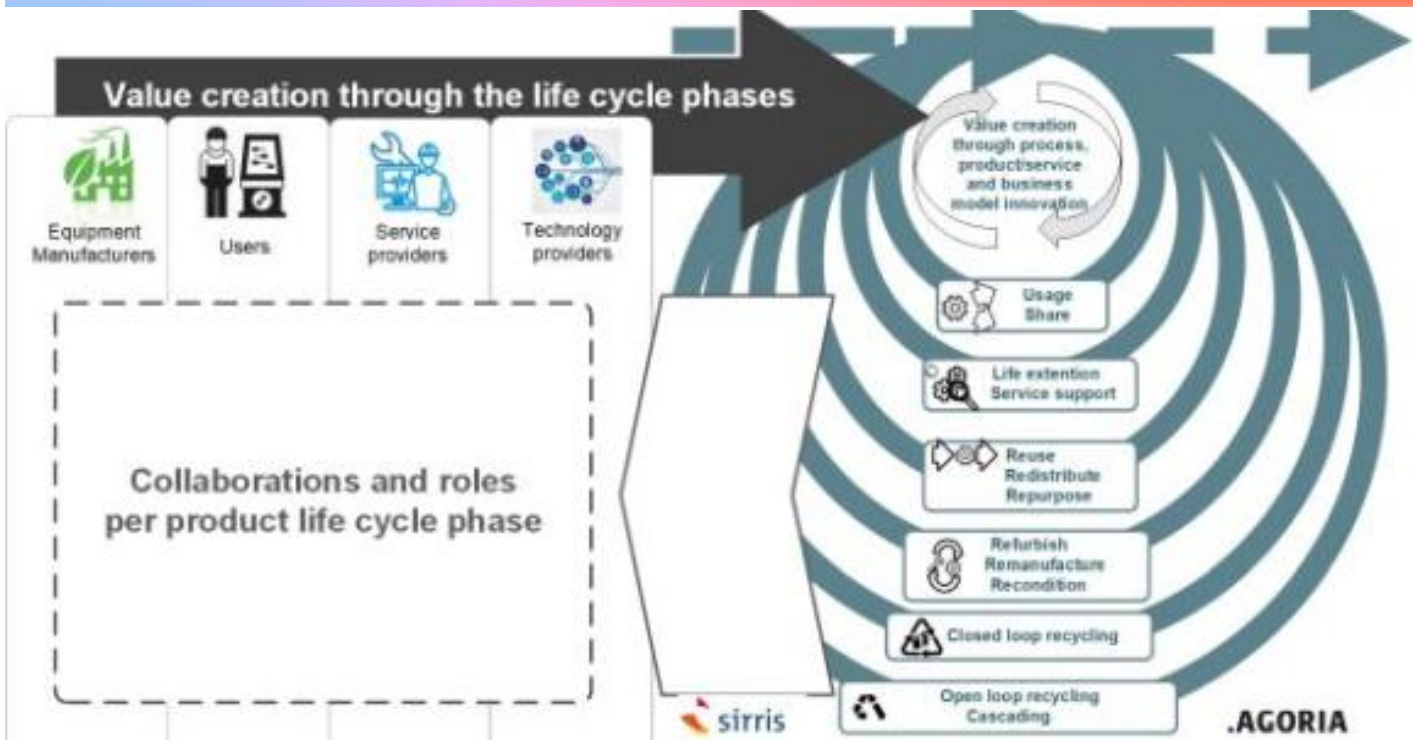 Value creation through the life cycle phases
Equipment
Manufacturers
Users
Service
providers
Technology
providers
Collaborations and roles
per product life cycle phase
Value creation
through process,
product/service
and business
model innovation
Usage
Share
Life extention
Service support
Reuse
Redistribute
Repurpose
Refurbish
Remanufacture
Recondition
Closed loop recycling
Open loop recycling
Cascading
sirris
.AGORIA